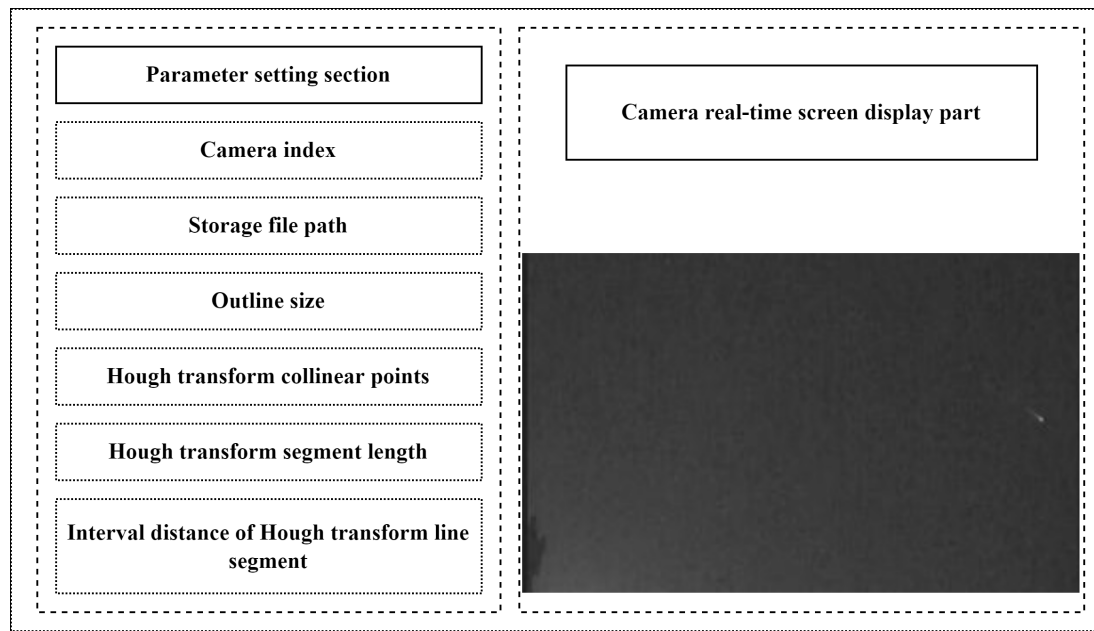 Parameter setting section
Camera index
Storage file path
Outline size
Hough transform collinear points
Hough transform segment length
Interval distance of Hough transform line
segment
Camera real-time screen display part